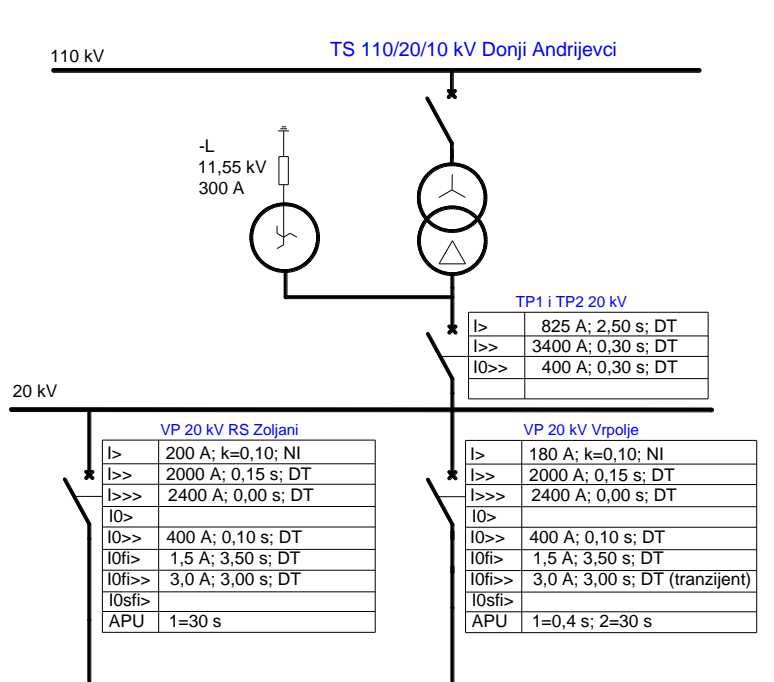 TS 110/20/10 kV Donji Andrijevci
110 kV
-L
11,55 kV
300 A
TP1 i TP2 20 kV
I> 825 A; 2,50 s; DT
I>> 3400 A; 0,30 s; DT
I0>> 400 A; 0,30 s; DT
20 kV
VP 20 kV RS Zoljani
I> 200 A; k=0,10; NI
I>> 2000 A; 0,15 s; DT
I>>> 2400 A; 0,00 s; DT
I0>
I0>> 400 A; 0,10 s; DT
I0fi> 1,5 A; 3,50 s; DT
I0fi>> 3,0 A; 3,00 s; DT
I0sfi>
APU 1=30 s
VP 20 kV Vrpolje
I> 180 A; k=0,10; NI
I>> 2000 A; 0,15 s; DT
I>>> 2400 A; 0,00 s; DT
I0>
I0>> 400 A; 0,10 s; DT
I0fi> 1,5 A; 3,50 s; DT
I0fi>> 3,0 A; 3,00 s; DT (tranzijent)
I0sfi>
APU 1=0,4 s; 2=30 s